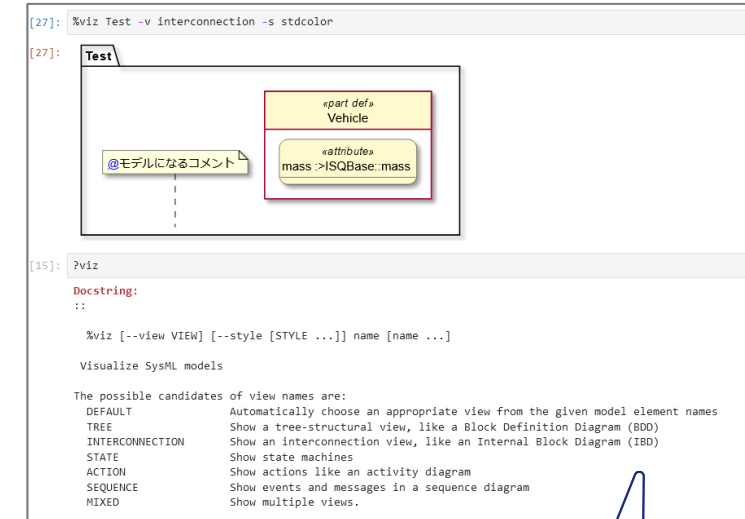 [27]: %viz Test -v interconnection -s stdcolor
[27]:
Test
«part def»
Vehicle
«attribute»
mass :>ISQBase::mass
@モデルになるコメント
[15]: ?viz
Docstring:
::
%viz [--view VIEW] [--style [STYLE ...]] name [name ...]
Visualize SysML models
The possible candidates of view names are:
DEFAULT Automatically choose an appropriate view from the given model element names
TREE Show a tree-structural view, like a Block Definition Diagram (BDD)
INTERCONNECTION Show an interconnection view, like an Internal Block Diagram (IBD)
STATE Show state machines
ACTION Show actions like an activity diagram
SEQUENCE Show events and messages in a sequence diagram
MIXED Show multiple views.